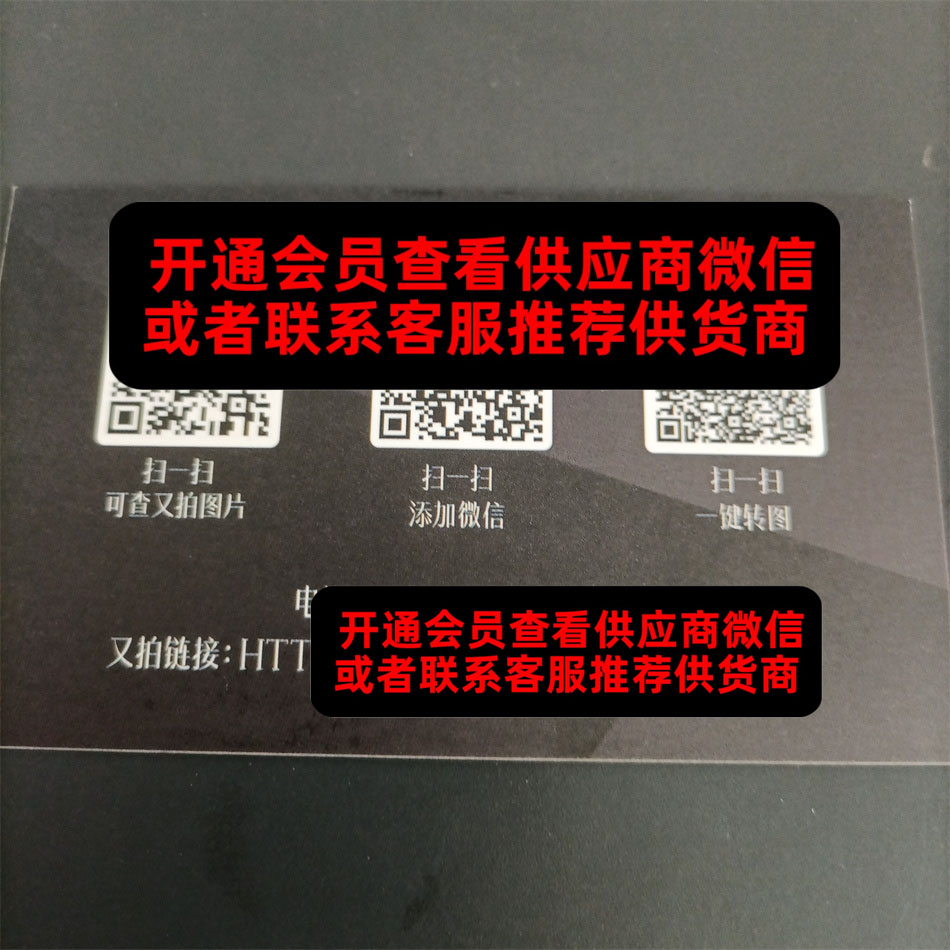 开通会员查看供应商微信
或者联系客服推荐供货商
扫一扫
可查又拍图片
扫一扫
添加微信
扫一扫
一键转图
电
开通会员查看供应商微信
或者联系客服推荐供货商
又拍链接:HTT